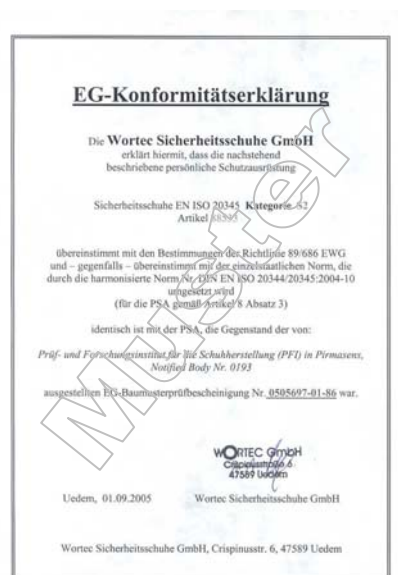 EG-Konformitätserklärung
Die Wortec Sicherheitsschuhe GmbH
erklärt hiermit, dass die nachstehend
beschriebene persönliche Schutzausrüstung
Sicherheitsschuhe EN ISO 20345 Kategorie S2
Artikel
übereinstimmt mit den Bestimmungen der Richtlinie 89/686 EWG
und – gegenfalls – übereinstimmt mit der einzelstaatlichen Norm, die
durch die harmonisierte Norm Nr. DIN EN ISO 20344/20345:2004-10
umgesetzt wird
(für die PSA gemäß Artikel 8 Absatz 3)
identisch ist mit der PSA, die Gegenstand der von:
Prüf- und Forschungsinstitut für die Schuhherstellung (PFI) in Pirmasens,
Notified Body Nr. 0193
ausgestellten EG-Baumusterprüfbescheinigung Nr. 0505697-01-86 war.
Muster
WORTEC GmbH
Crispinusstraße 6
47589 Uedem
Uedem, 01.09.2005 Wortec Sicherheitsschuhe GmbH
Wortec Sicherheitsschuhe GmbH, Crispinusstr. 6, 47589 Uedem